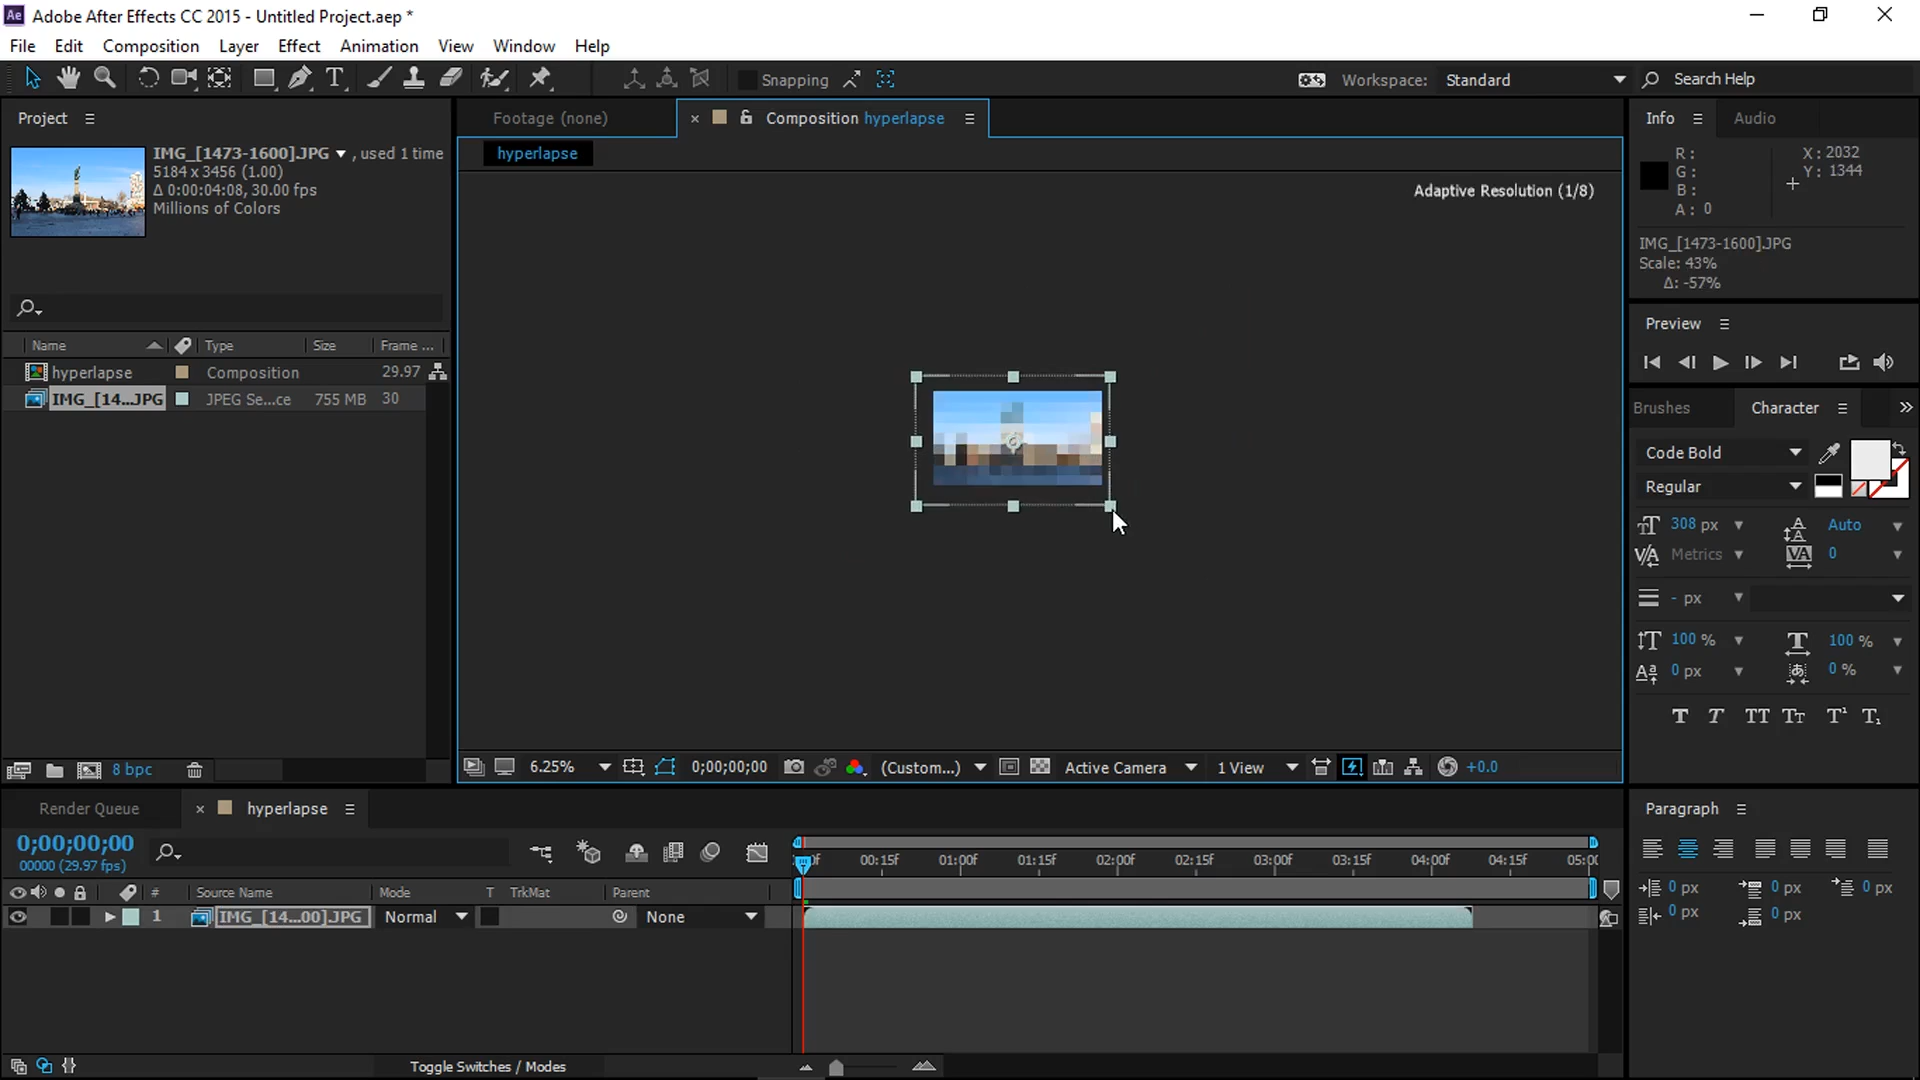 Ae Adobe After Effects CC 2015 - Untitled Project.aep *
File Edit Composition Layer Effect Animation View Window Help
Snapping
Workspace: Standard
Search Help
Project
IMG_[1473-1600].JPG , used 1 time
5184 x 3456 (1.00)
Δ 0:00:04:08, 30.00 fps
Millions of Colors
Name Type Size Frame ...
hyperlapse Composition 29.97
IMG_[14...JPG JPEG Se...ce 755 MB 30
8 bpc
Footage (none)
Composition hyperlapse
hyperlapse
Adaptive Resolution (1/8)
6.25% 0;00;00;00 (Custom...) Active Camera 1 View +0.0
Info Audio
R: X: 2032
G: Y: 1344
B:
A: 0
IMG_[1473-1600].JPG
Scale: 43%
Δ: -57%
Preview
Brushes Character
Code Bold
Regular
308 px Auto
Metrics 0
- px
100 % 100 %
0 px 0 %
Render Queue hyperlapse
0;00;00;00
00000 (29.97 fps)
# Source Name Mode T TrkMat Parent
1 IMG_[14...00].JPG Normal None
00:15f 01:00f 01:15f 02:00f 02:15f 03:00f 03:15f 04:00f 04:15f
Toggle Switches / Modes
Paragraph
0 px 0 px 0 px
0 px 0 px